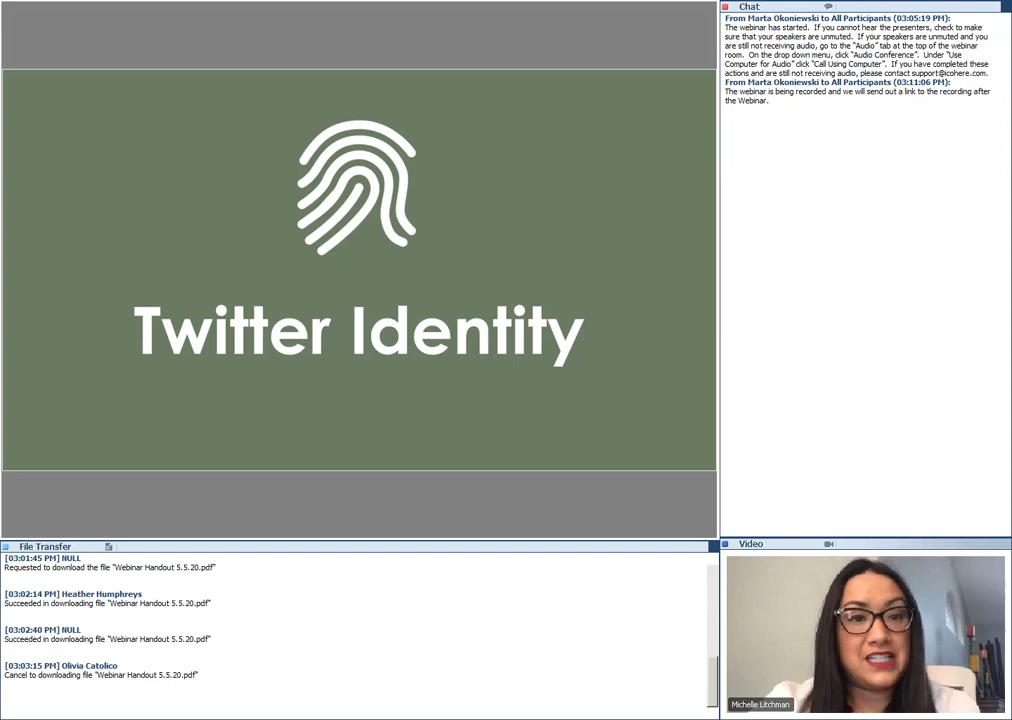 Twitter Identity
Chat
From Marta Okoniewski to All Participants (03:05:19 PM):
The webinar has started.  If you cannot hear the presenters, check to make
sure that your speakers are unmuted.  If your speakers are unmuted and you
are still not receiving audio, go to the “Audio” tab at the top of the webinar
room.  On the drop down menu, click “Audio Conference”.  Under “Use
Computer for Audio” click “Call Using Computer”.  If you have completed these
actions and are still not receiving audio, please contact support@icohere.com.
From Marta Okoniewski to All Participants (03:11:06 PM):
The webinar is being recorded and we will send out a link to the recording after
the Webinar.
File Transfer
[03:01:45 PM] NULL
Requested to download the file "Webinar Handout 5.5.20.pdf"
[03:02:14 PM] Heather Humphreys
Succeeded in downloading file "Webinar Handout 5.5.20.pdf"
[03:02:40 PM] NULL
Succeeded in downloading file "Webinar Handout 5.5.20.pdf"
[03:03:15 PM] Olivia Catolico
Cancel to downloading file "Webinar Handout 5.5.20.pdf"
Video
Michelle Litchman